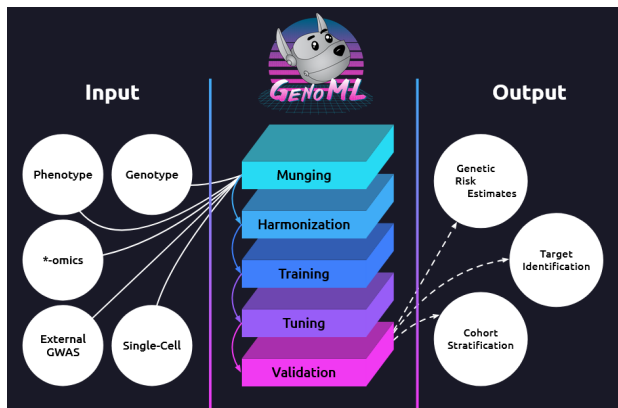 GenoML
Input
Output
Phenotype
Genotype
*-omics
External
GWAS
Single-Cell
Munging
Harmonization
Training
Tuning
Validation
Genetic
Risk
Estimates
Target
Identification
Cohort
Stratification